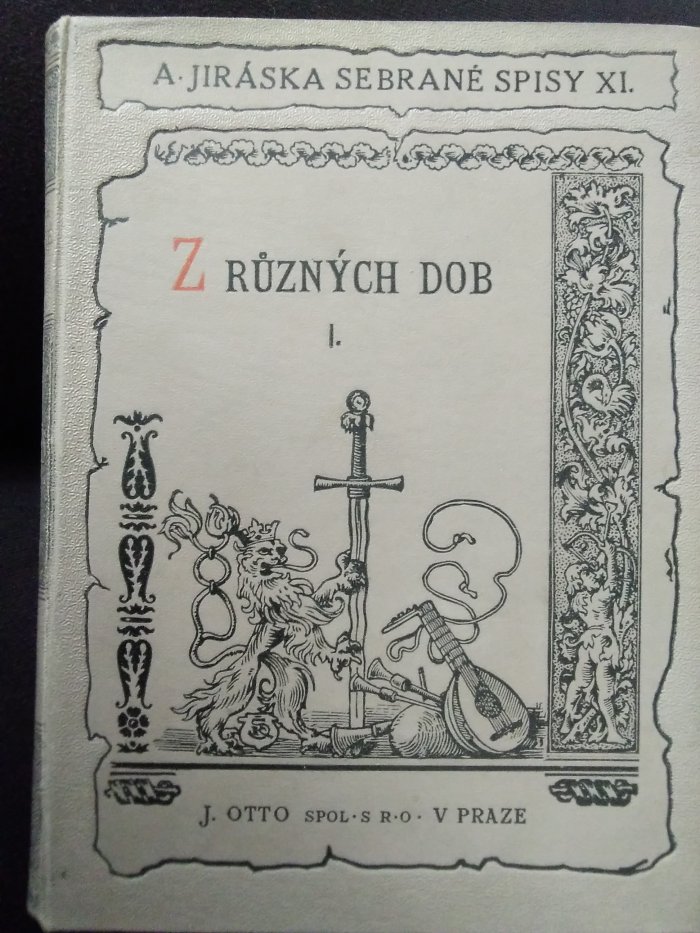 A · JIRÁSKA SEBRANÉ SPISY XI.
Z RŮZNÝCH DOB
I.
J. OTTO SPOL · S R · O · V PRAZE